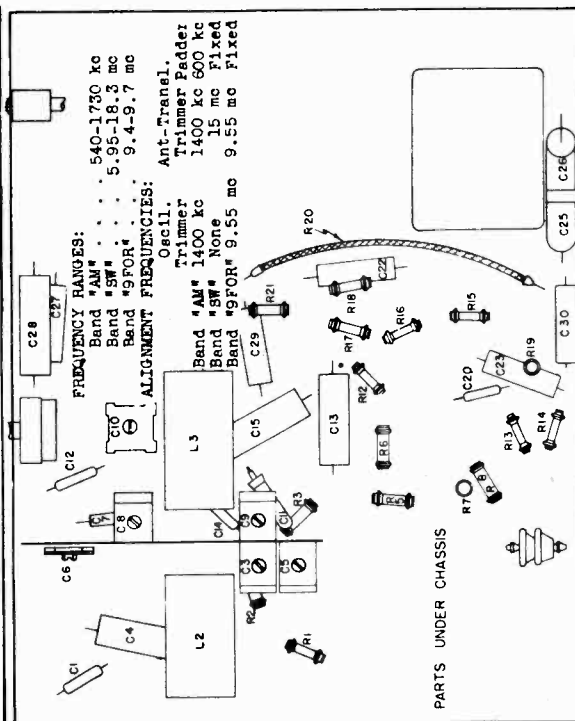 FREQUENCY RANGES:
Band "AM" . . . . . 540-1730 kc
Band "SW" . . . . 5.95-18.3 mc
Band "9FOR" . . . . 9.4-9.7 mc
ALIGNMENT FREQUENCIES:
Oscil. Ant-Transl.
Trimmer Trimmer Padder
Band "AM" 1400 kc 1400 kc 600 kc
Band "SW" None 15 mc Fixed
Band "9FOR" 9.55 mc 9.55 mc Fixed
C28
C27
C26
C25
R20
C22
R18
R21
R17
R16
R15
C30
C29
R12
R19
C23
C20
C10
L3
C15
C13
R6
R13
R14
C12
C7
C8
C14
C9
C11
R3
R5
R7
R8
C6
C3
C5
R2
C4
L2
C1
R1
PARTS UNDER CHASSIS